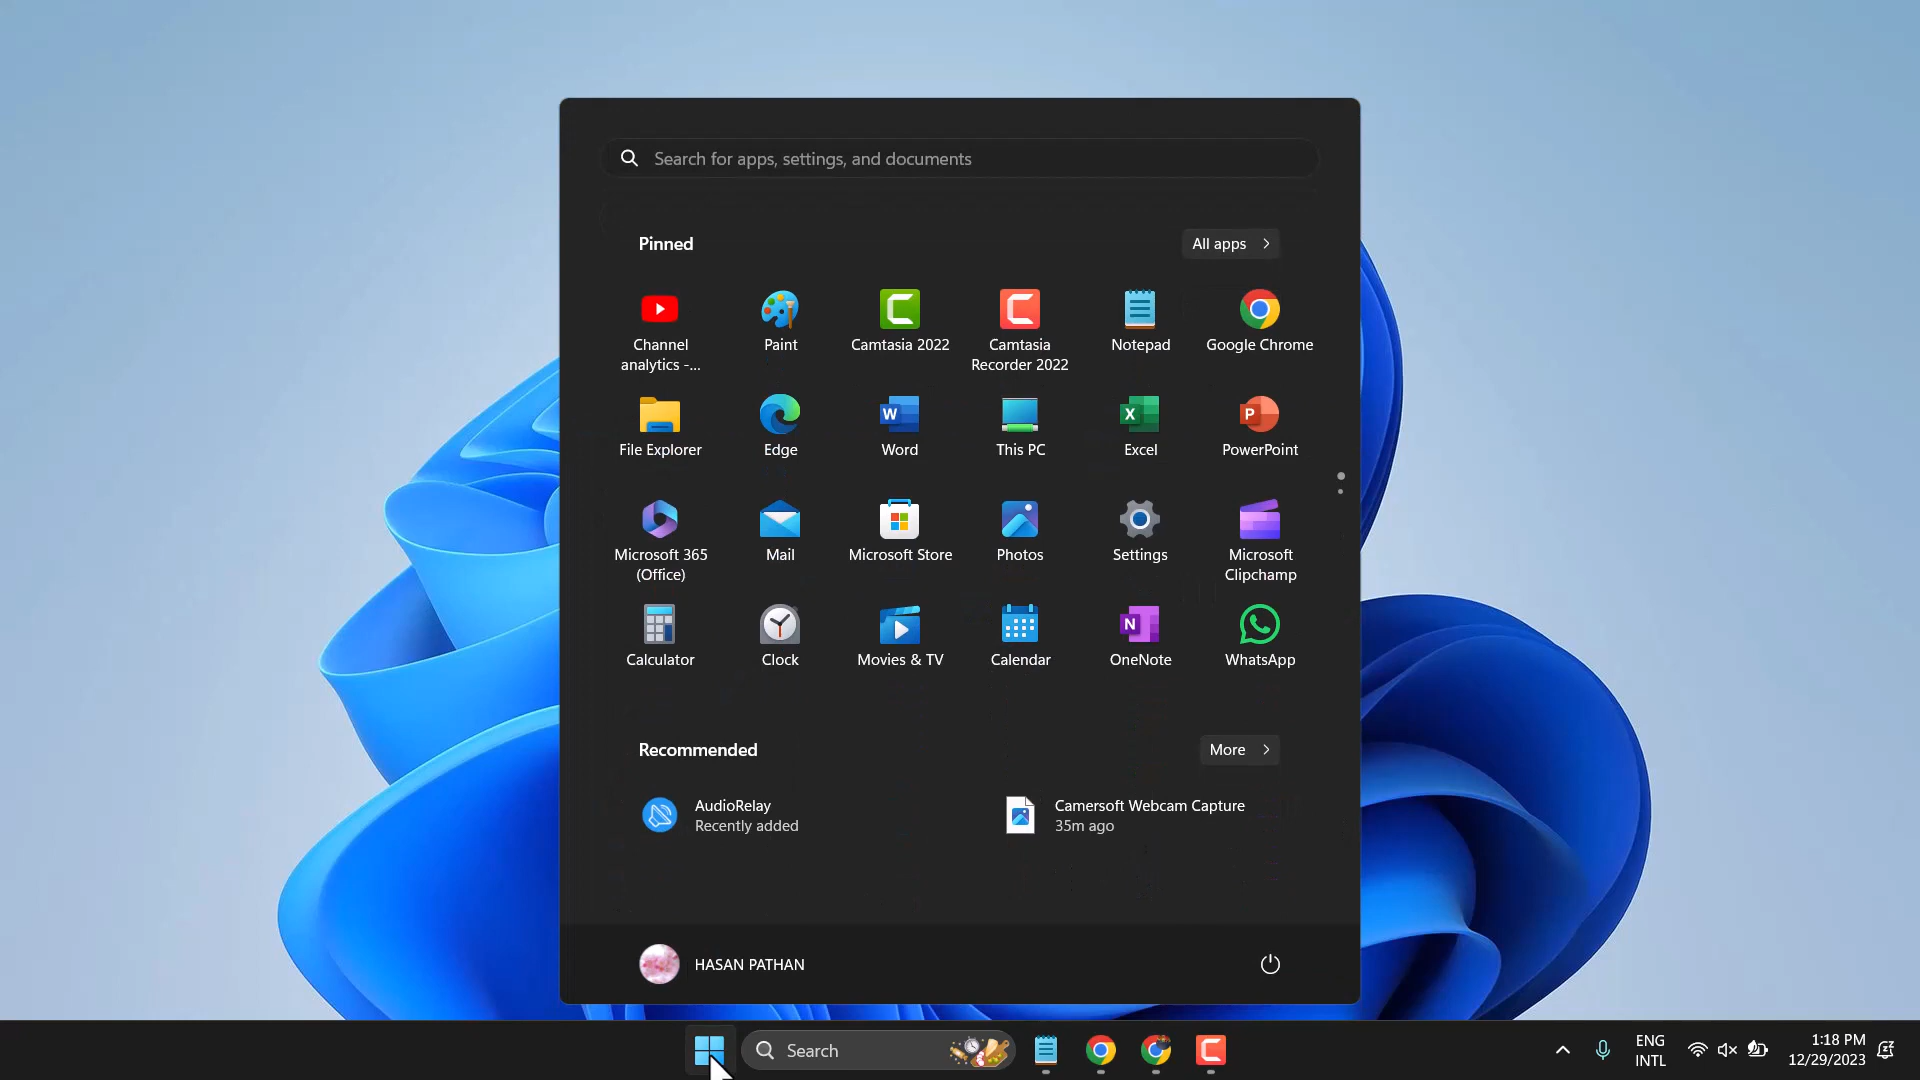 Search for apps, settings, and documents
Pinned
All apps
Channel
analytics -...
Paint
Camtasia 2022
Camtasia
Recorder 2022
Notepad
Google Chrome
File Explorer
Edge
W
Word
This PC
X
Excel
P
PowerPoint
Microsoft 365
(Office)
Mail
Microsoft Store
Photos
Settings
Microsoft
Clipchamp
Calculator
Clock
Movies & TV
Calendar
N
OneNote
WhatsApp
Recommended
More
AudioRelay
Recently added
Camersoft Webcam Capture
35m ago
HASAN PATHAN
Search
ENG
INTL
1:18 PM
12/29/2023